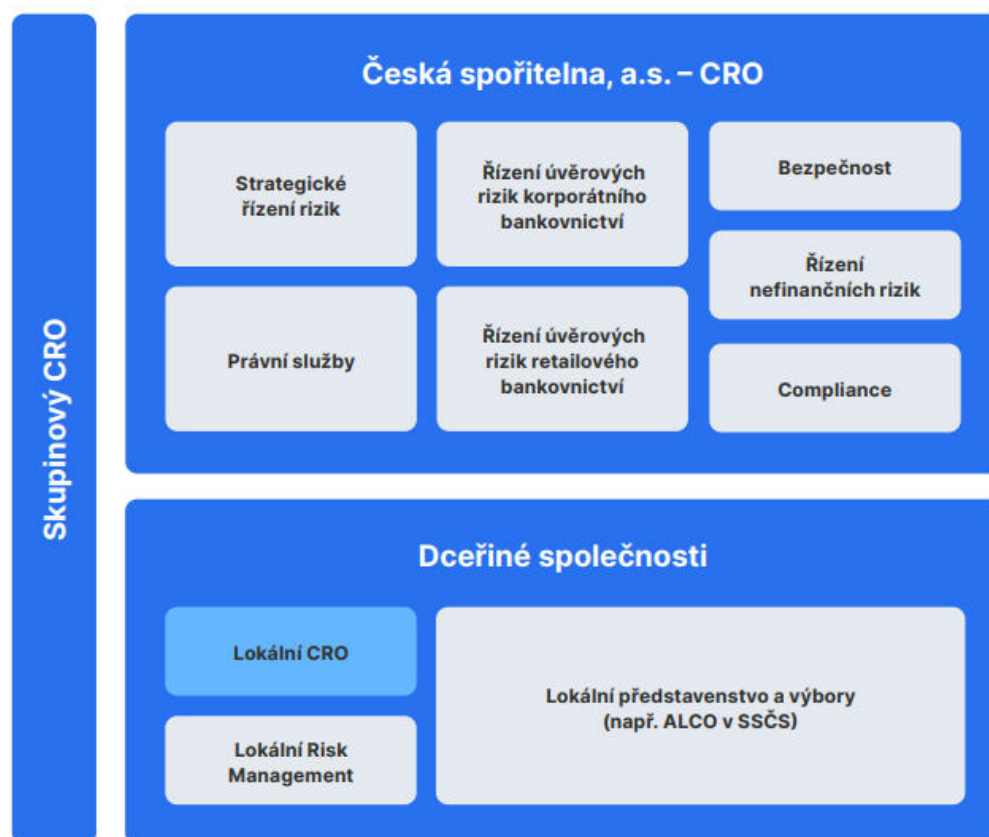 Skupinový CRO
Česká spořitelna, a.s. – CRO
Strategické
řízení rizik
Řízení úvěrových
rizik korporátního
bankovnictví
Bezpečnost
Řízení
nefinančních rizik
Právní služby
Řízení úvěrových
rizik retailového
bankovnictví
Compliance
Dceřiné společnosti
Lokální CRO
Lokální představenstvo a výbory
(např. ALCO v SSČS)
Lokální Risk
Management